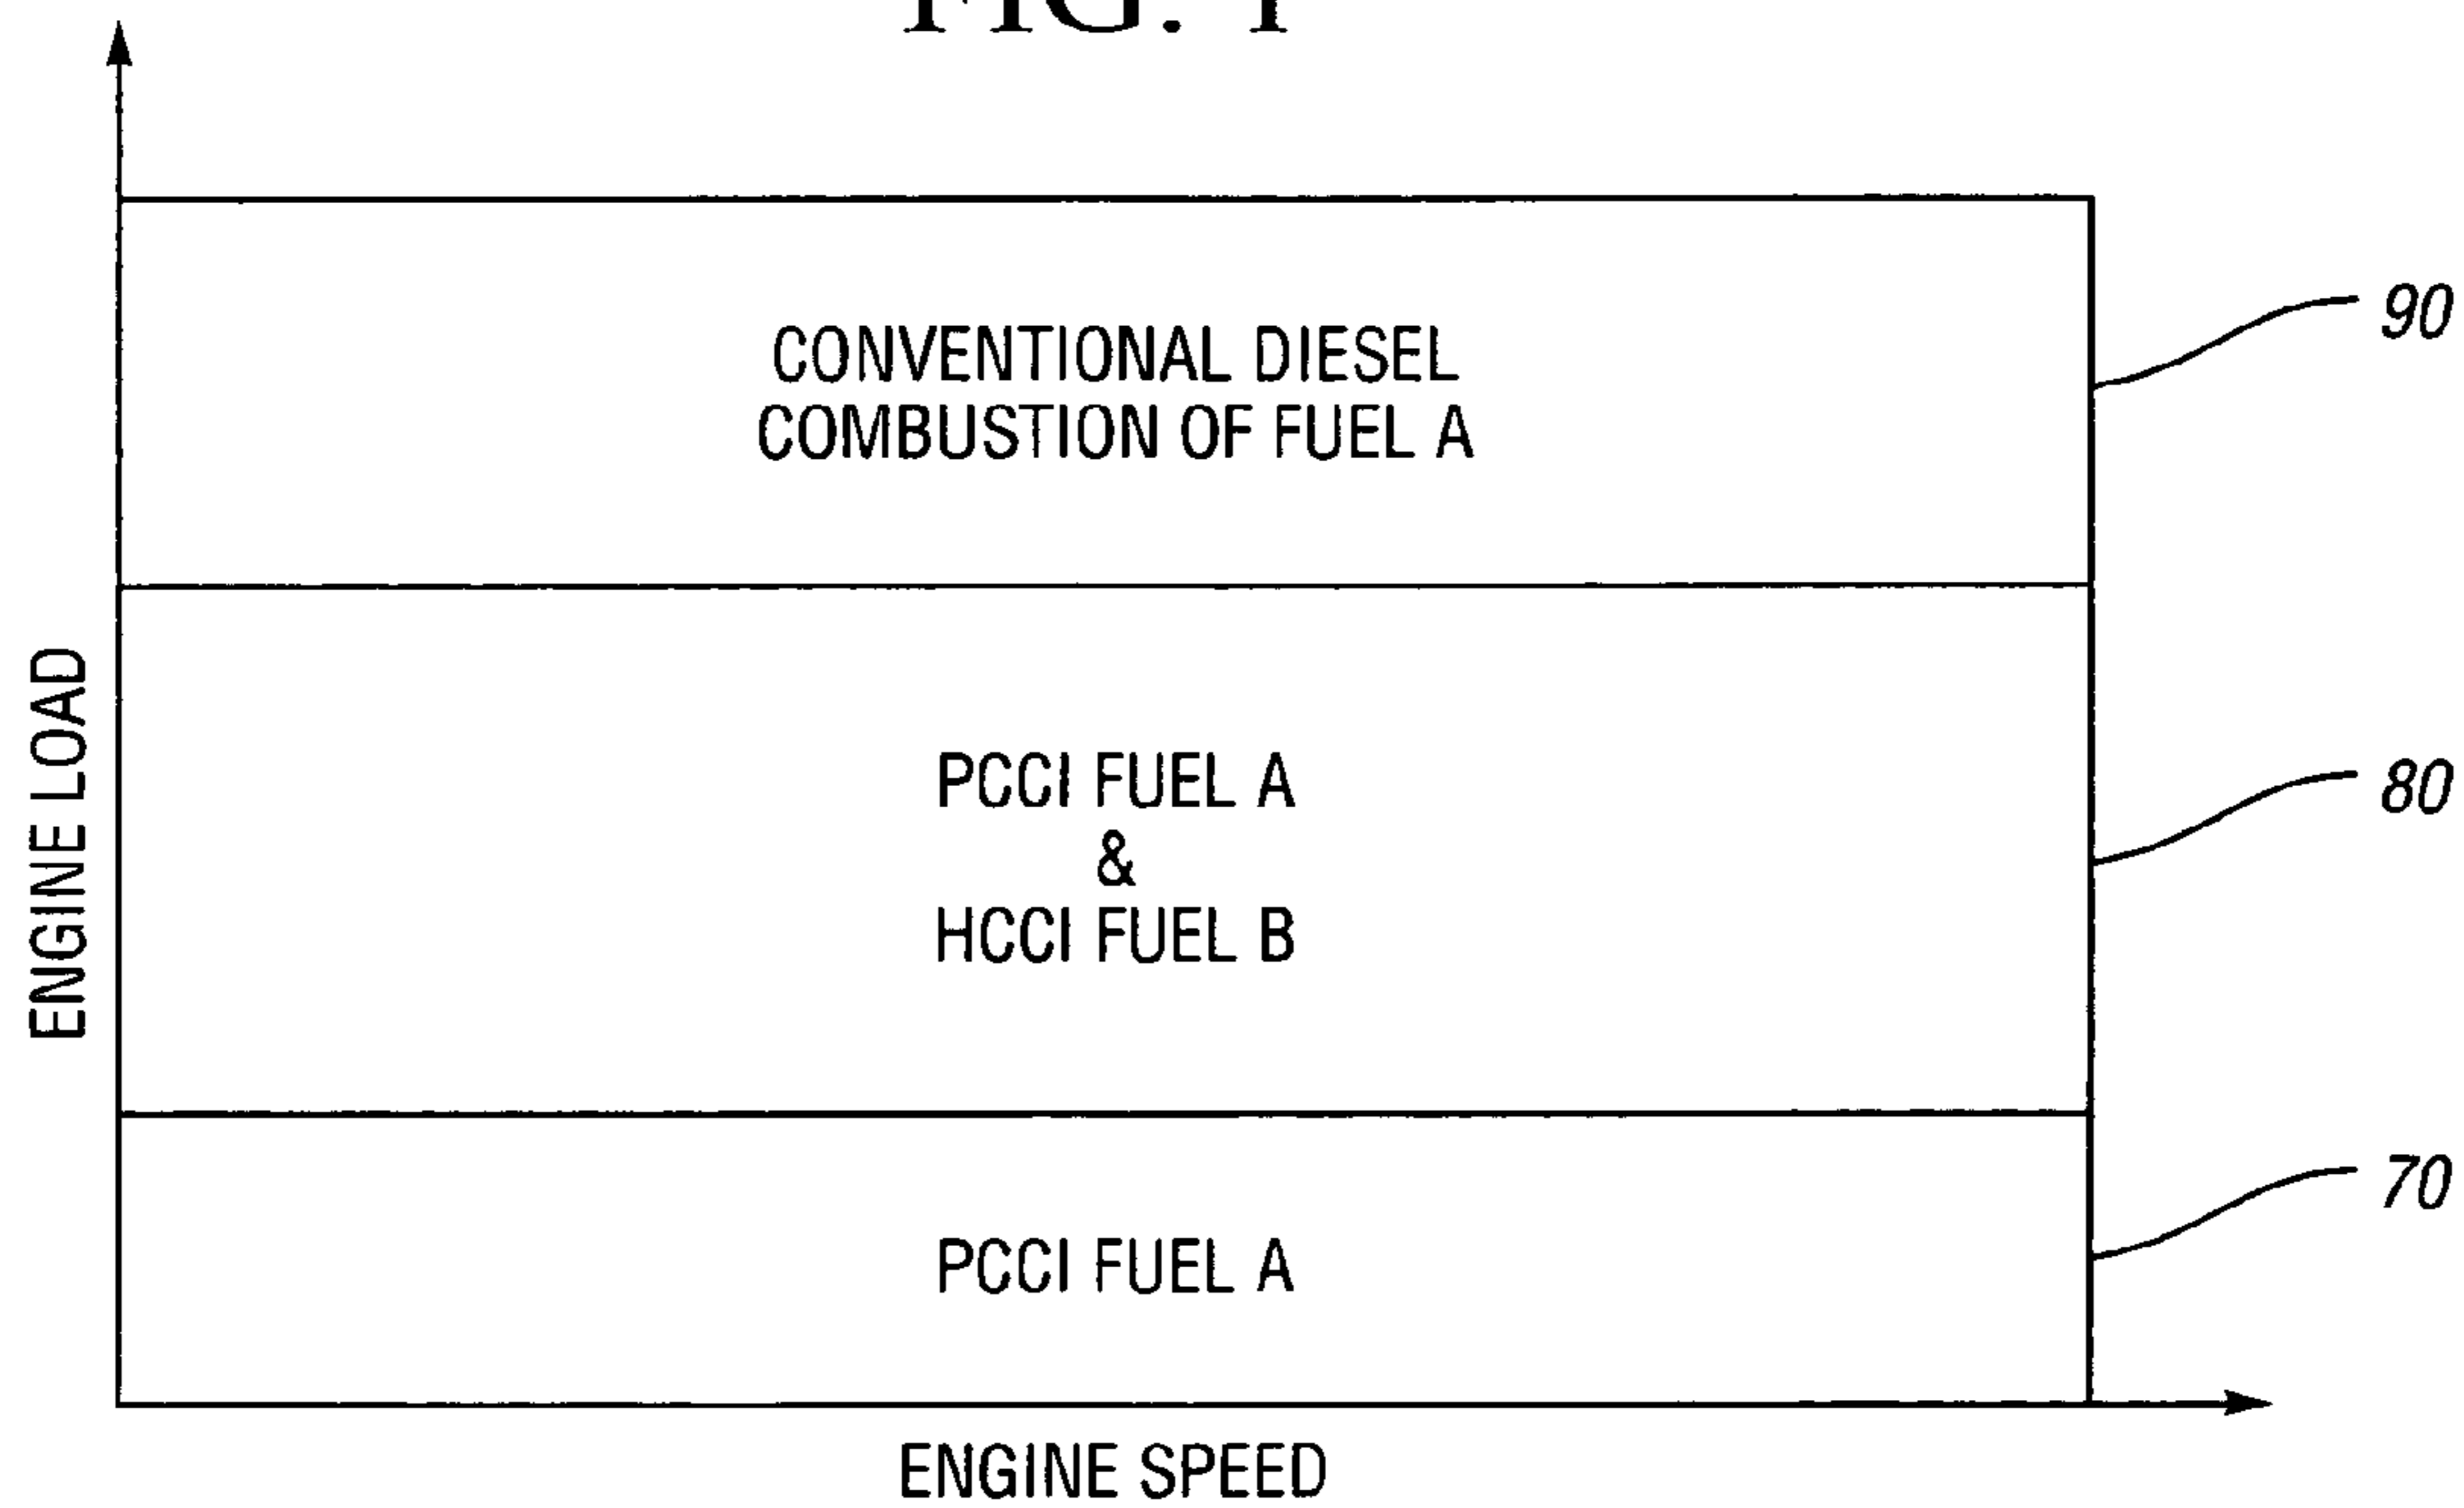 FIG. 1
CONVENTIONAL DIESEL
COMBUSTION OF FUEL A
90
ENGINE LOAD
PCCI FUEL A
&
HCCI FUEL B
80
PCCI FUEL A
70
ENGINE SPEED